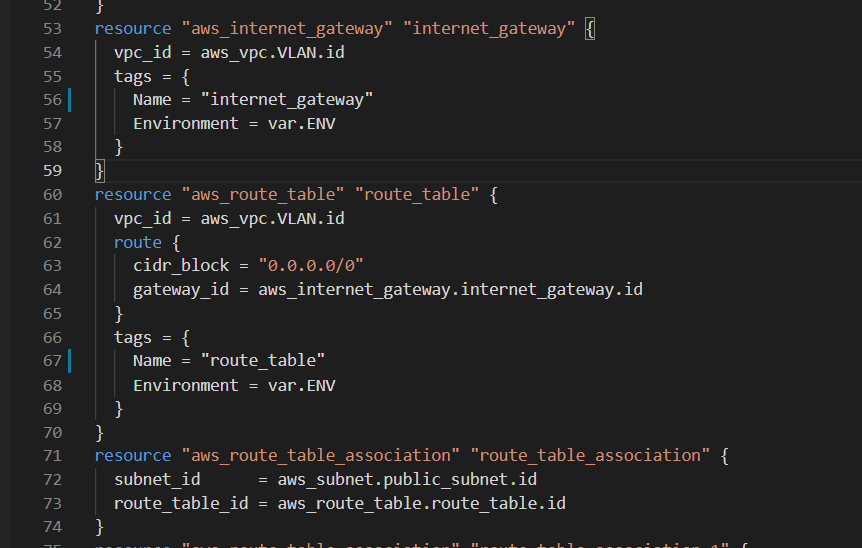 52 }
53 resource "aws_internet_gateway" "internet_gateway" {
54 vpc_id = aws_vpc.VLAN.id
55 tags = {
56 Name = "internet_gateway"
57 Environment = var.ENV
58 }
59 }
60 resource "aws_route_table" "route_table" {
61 vpc_id = aws_vpc.VLAN.id
62 route {
63 cidr_block = "0.0.0.0/0"
64 gateway_id = aws_internet_gateway.internet_gateway.id
65 }
66 tags = {
67 Name = "route_table"
68 Environment = var.ENV
69 }
70 }
71 resource "aws_route_table_association" "route_table_association" {
72 subnet_id      = aws_subnet.public_subnet.id
73 route_table_id = aws_route_table.route_table.id
74 }
75 resource "aws_route_table_association" "route_table_association_1" {